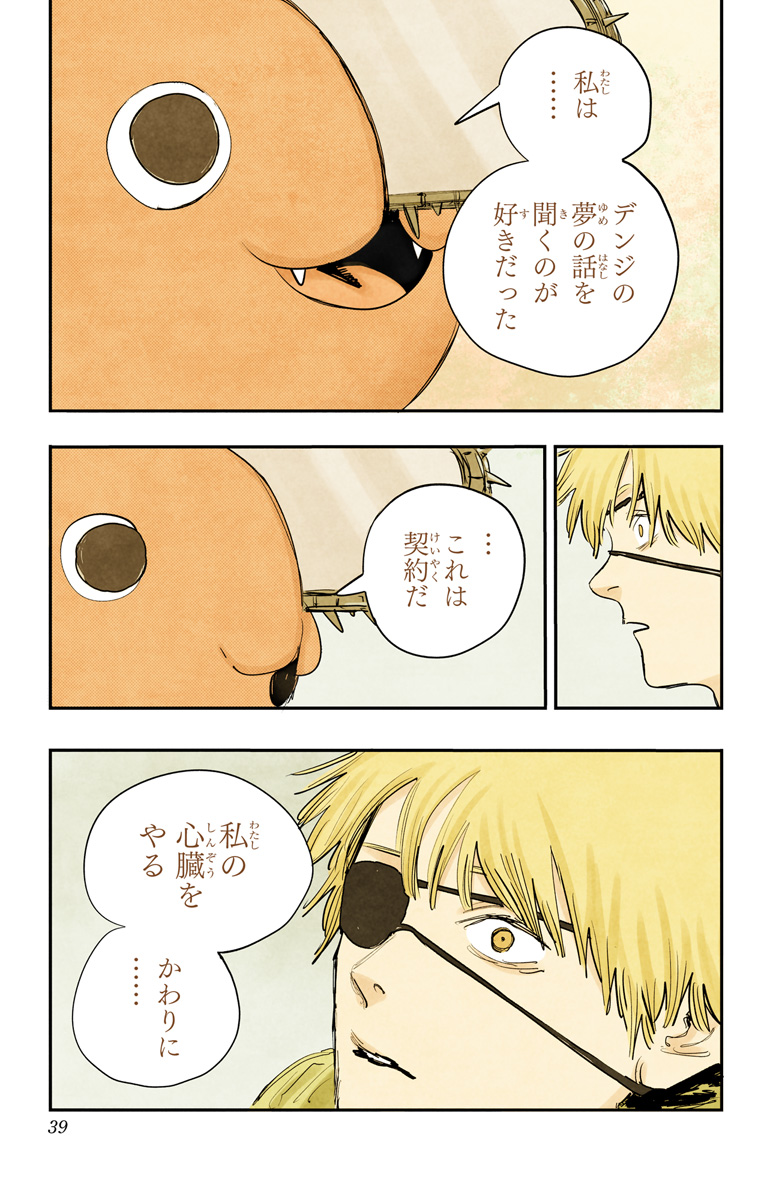 私は
……
デンジの
夢の話を
聞くのが
好きだった
…
これは
契約だ
私の
心臓を
やる
かわりに
……
39